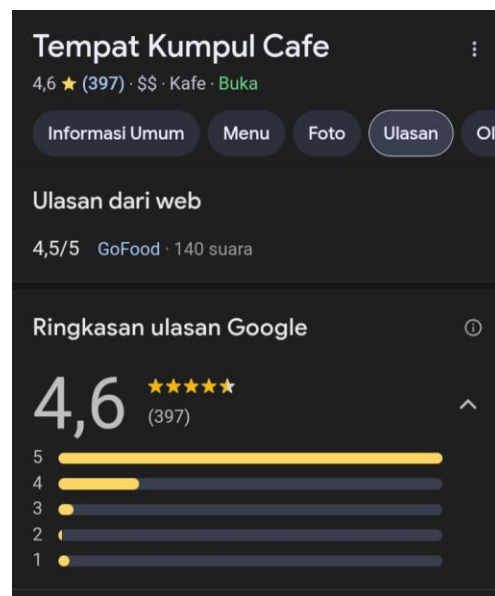 Tempat Kumpul Cafe
4,6 ★ (397) · $$ · Kafe · Buka
Informasi Umum Menu Foto Ulasan Ol
Ulasan dari web
4,5/5 GoFood · 140 suara
Ringkasan ulasan Google
4,6
(397)
5
4
3
2
1